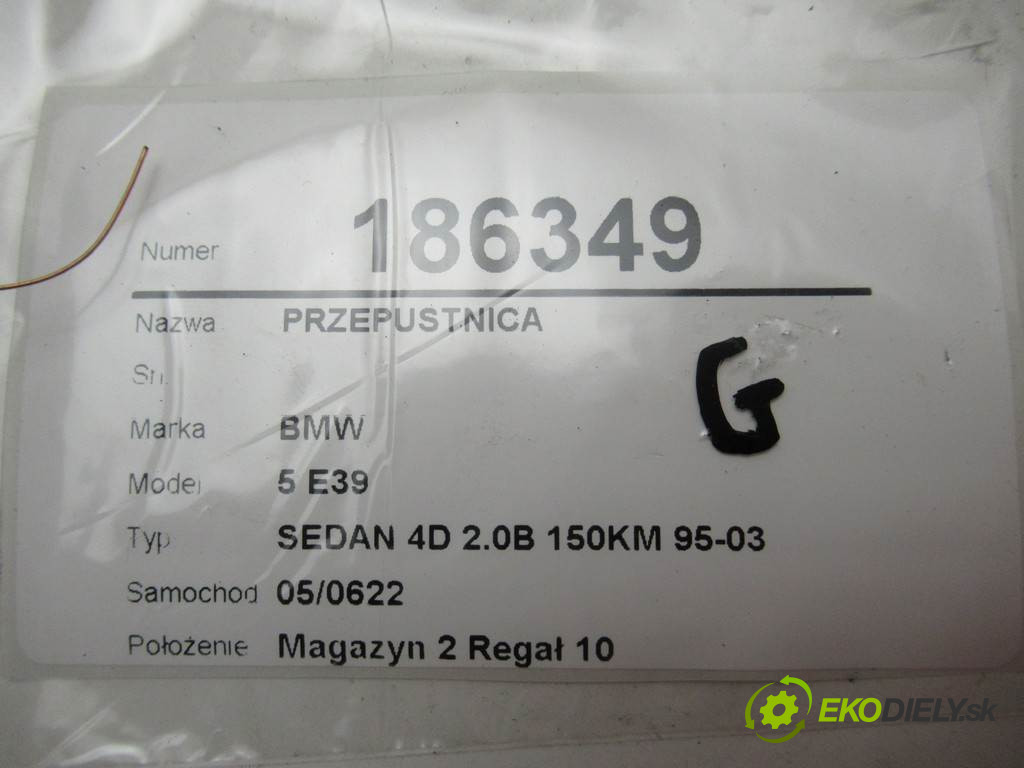 Numer 186349
Nazwa PRZEPUSTNICA
Sn.
G
Marka BMW
Model 5 E39
Typ SEDAN 4D 2.0B 150KM 95-03
Samochod 05/0622
Położenie Magazyn 2 Regał 10
EKODIELY.sk